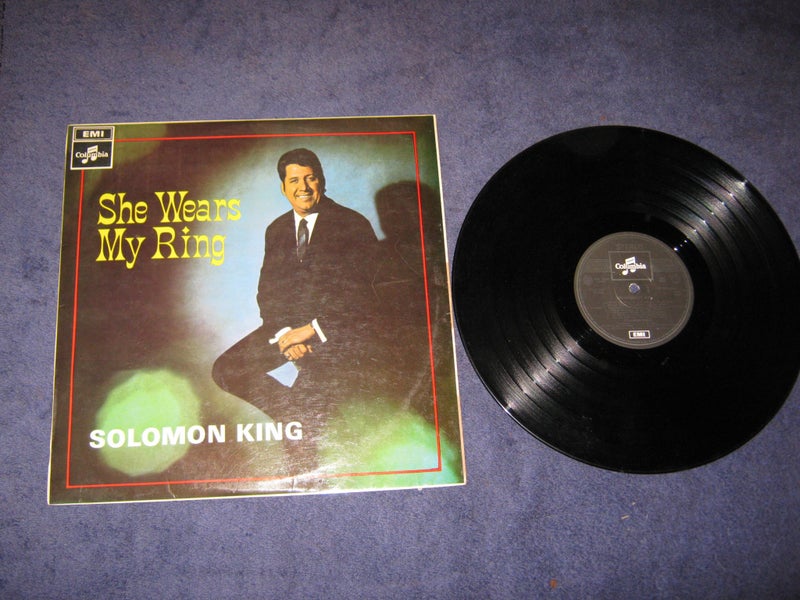 EMI
Columbia
She Wears
My Ring
SOLOMON KING
Columbia
EMI